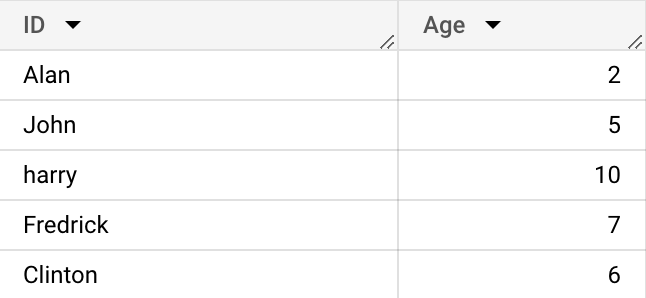 ID Age
Alan 2
John 5
harry 10
Fredrick 7
Clinton 6